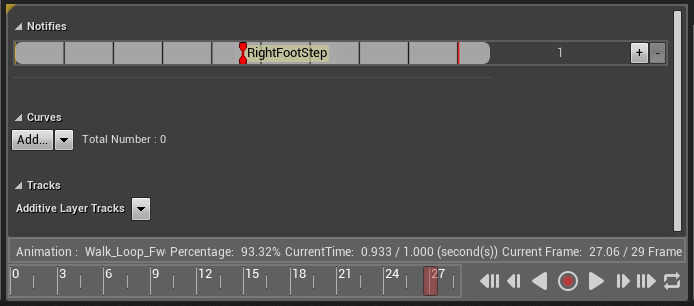 Notifies
RightFootStep 1 + -
Curves
Add... Total Number : 0
Tracks
Additive Layer Tracks
Animation : Walk_Loop_Fw Percentage: 93.32% CurrentTime: 0.933 / 1.000 (second(s)) Current Frame: 27.06 / 29 Frame
0 3 6 9 12 15 18 21 24 27